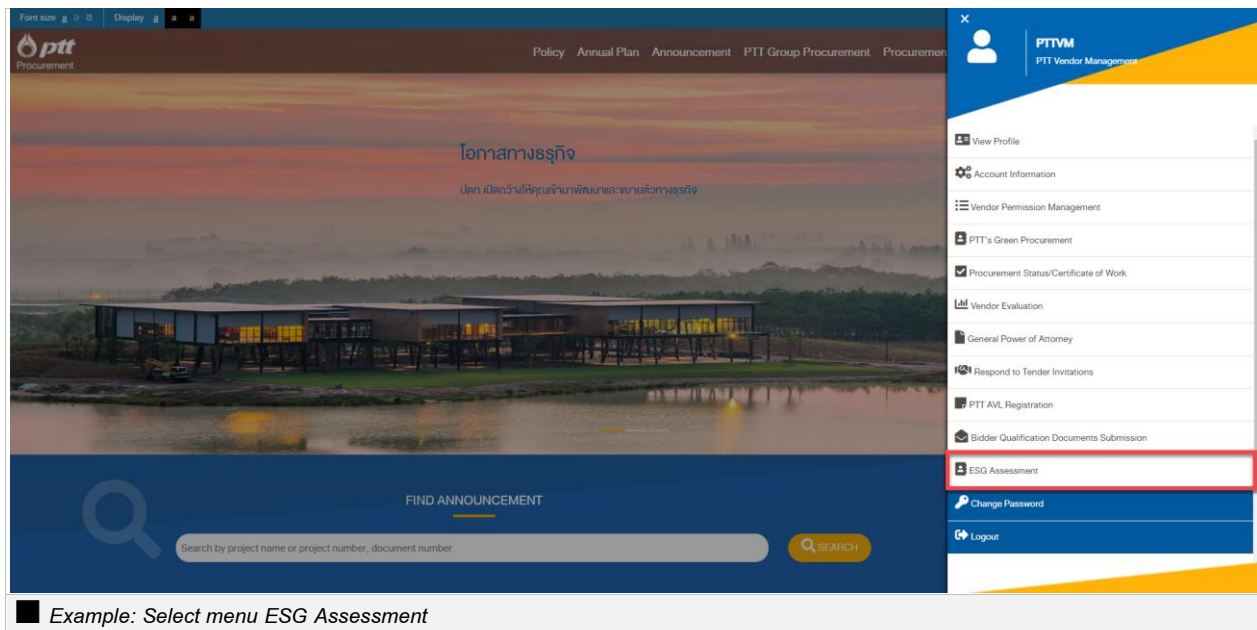 Font size a a a Display a a a
ptt
Procurement
Policy Annual Plan Announcement PTT Group Procurement Procuremen
PTTVM
PTT Vendor Management
โอกาสทางธุรกิจ
ปตท.เปิดกว้างให้คุณเข้ามาพัฒนาและขยายตัวทางธุรกิจ
View Profile
Account Information
Vendor Permission Management
PTT's Green Procurement
Procurement Status/Certificate of Work
Vendor Evaluation
General Power of Attorney
Respond to Tender Invitations
PTT AVL Registration
Bidder Qualification Documents Submission
ESG Assessment
Change Password
Logout
FIND ANNOUNCEMENT
Search by project name or project number, document number
SEARCH
Example: Select menu ESG Assessment